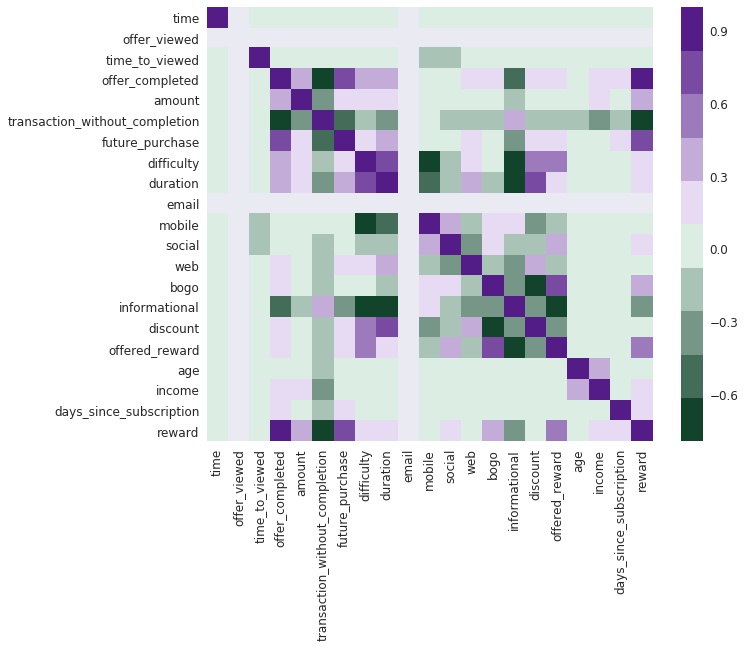 time
offer_viewed
time_to_viewed
offer_completed
amount
transaction_without_completion
future_purchase
difficulty
duration
email
mobile
social
web
bogo
informational
discount
offered_reward
age
income
days_since_subscription
reward
0.9
0.6
0.3
0.0
−0.3
−0.6
time
offer_viewed
time_to_viewed
offer_completed
amount
transaction_without_completion
future_purchase
difficulty
duration
email
mobile
social
web
bogo
informational
discount
offered_reward
age
income
days_since_subscription
reward